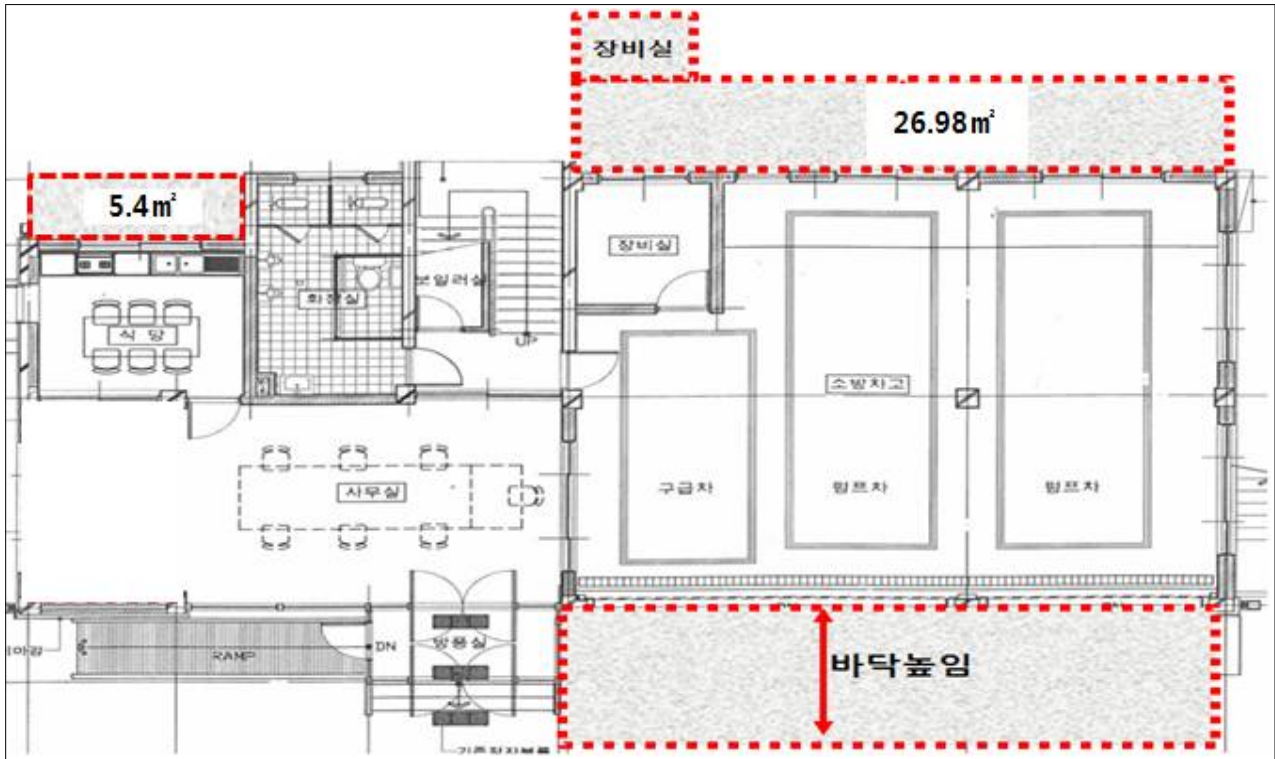 장비실
26.98㎡
5.4㎡
장비실
보일러실
화장실
식 당
UP
소방차고
사무실
구급차
펌프차
펌프차
방풍실
DN
RAMP
바닥높임